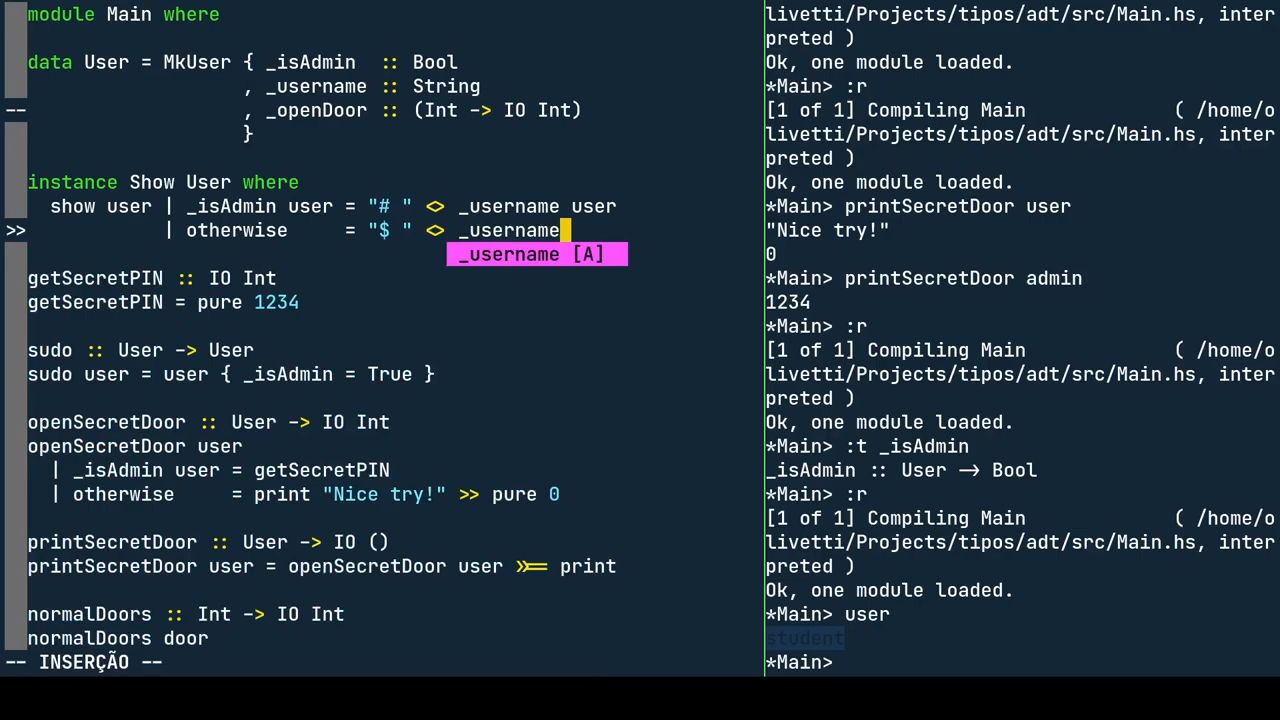 module Main where
data User = MkUser { _isAdmin  :: Bool
                   , _username :: String
                   , _openDoor :: (Int -> IO Int)
                   }
instance Show User where
  show user | _isAdmin user = "# " <> _username user
            | otherwise     = "$ " <> _username
_username [A]
getSecretPIN :: IO Int
getSecretPIN = pure 1234
sudo :: User -> User
sudo user = user { _isAdmin = True }
openSecretDoor :: User -> IO Int
openSecretDoor user
  | _isAdmin user = getSecretPIN
  | otherwise     = print "Nice try!" >> pure 0
printSecretDoor :: User -> IO ()
printSecretDoor user = openSecretDoor user >>= print
normalDoors :: Int -> IO Int
normalDoors door
-- INSERÇÃO --
--
>>
livetti/Projects/tipos/adt/src/Main.hs, inter
preted )
Ok, one module loaded.
*Main> :r
[1 of 1] Compiling Main             ( /home/o
livetti/Projects/tipos/adt/src/Main.hs, inter
preted )
Ok, one module loaded.
*Main> printSecretDoor user
"Nice try!"
0
*Main> printSecretDoor admin
1234
*Main> :r
[1 of 1] Compiling Main             ( /home/o
livetti/Projects/tipos/adt/src/Main.hs, inter
preted )
Ok, one module loaded.
*Main> :t _isAdmin
_isAdmin :: User -> Bool
*Main> :r
[1 of 1] Compiling Main             ( /home/o
livetti/Projects/tipos/adt/src/Main.hs, inter
preted )
Ok, one module loaded.
*Main> user
student
*Main>